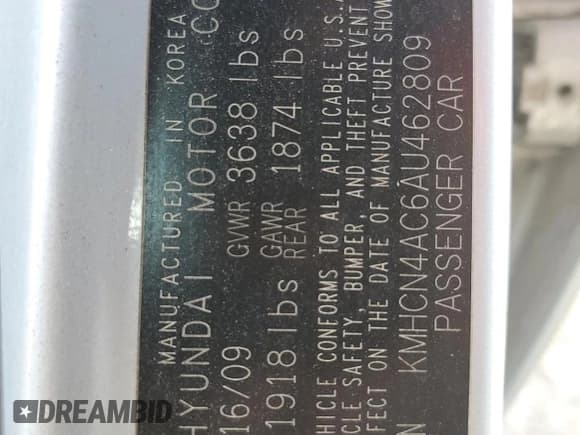 MANUFACTURED IN KOREA
HYUNDAI MOTOR CO
16/09 GVWR 3638 lbs
1918 lbs GAWR REAR 1874 lbs
HICLE CONFORMS TO ALL APPLICABLE U.S.A
CLE SAFETY, BUMPER, AND THEFT PREVENT
FECT ON THE DATE OF MANUFACTURE SHOW
N KMHCN4AC6AU462809
PASSENGER CAR
DREAMBID